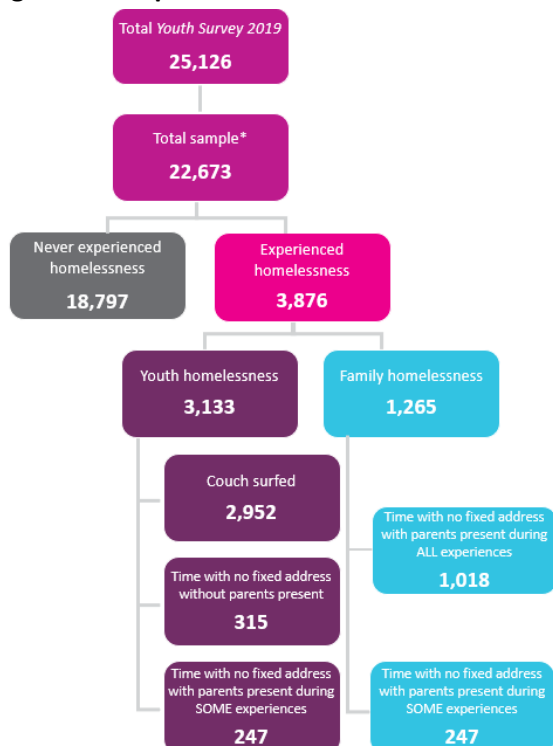 Total Youth Survey 2019
25,126
Total sample*
22,673
Never experienced
homelessness
18,797
Experienced
homelessness
3,876
Youth homelessness
3,133
Family homelessness
1,265
Couch surfed
2,952
Time with no fixed address
without parents present
315
Time with no fixed address
with parents present during
SOME experiences
247
Time with no fixed address
with parents present during
ALL experiences
1,018
Time with no fixed address
with parents present during
SOME experiences
247